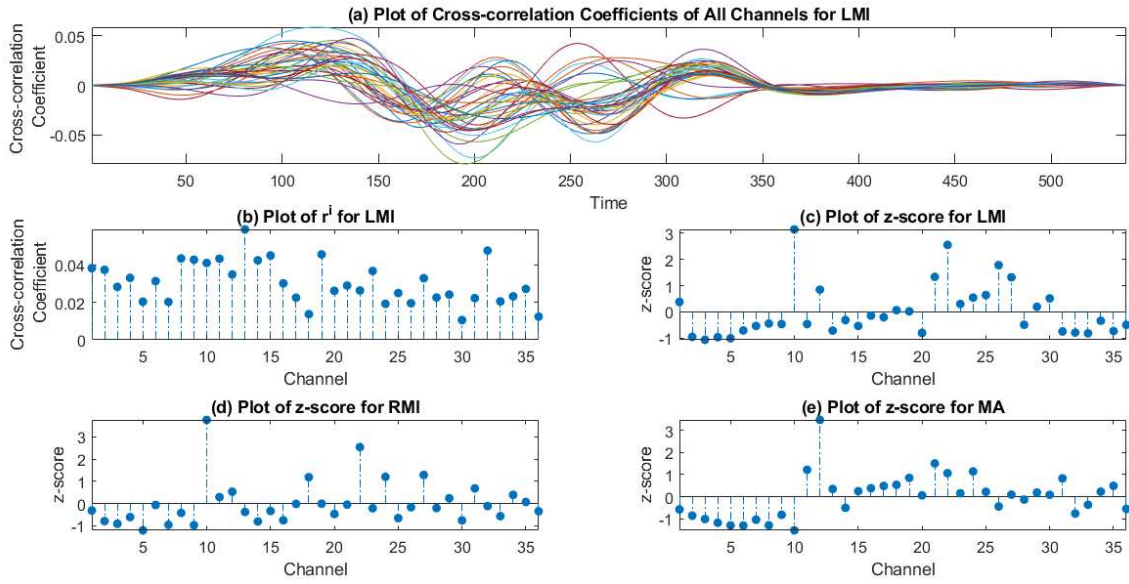 (a) Plot of Cross-correlation Coefficients of All Channels for LMI
Cross-correlation
Coefficient
0.05
0
-0.05
50 100 150 200 250 300 350 400 450 500
Time
(b) Plot of r^i for LMI
Cross-correlation
Coefficient
0.04
0.02
0
5 10 15 20 25 30 35
Channel
(c) Plot of z-score for LMI
z-score
3
2
1
0
-1
5 10 15 20 25 30 35
Channel
(d) Plot of z-score for RMI
z-score
3
2
1
0
-1
5 10 15 20 25 30 35
Channel
(e) Plot of z-score for MA
z-score
3
2
1
0
-1
5 10 15 20 25 30 35
Channel